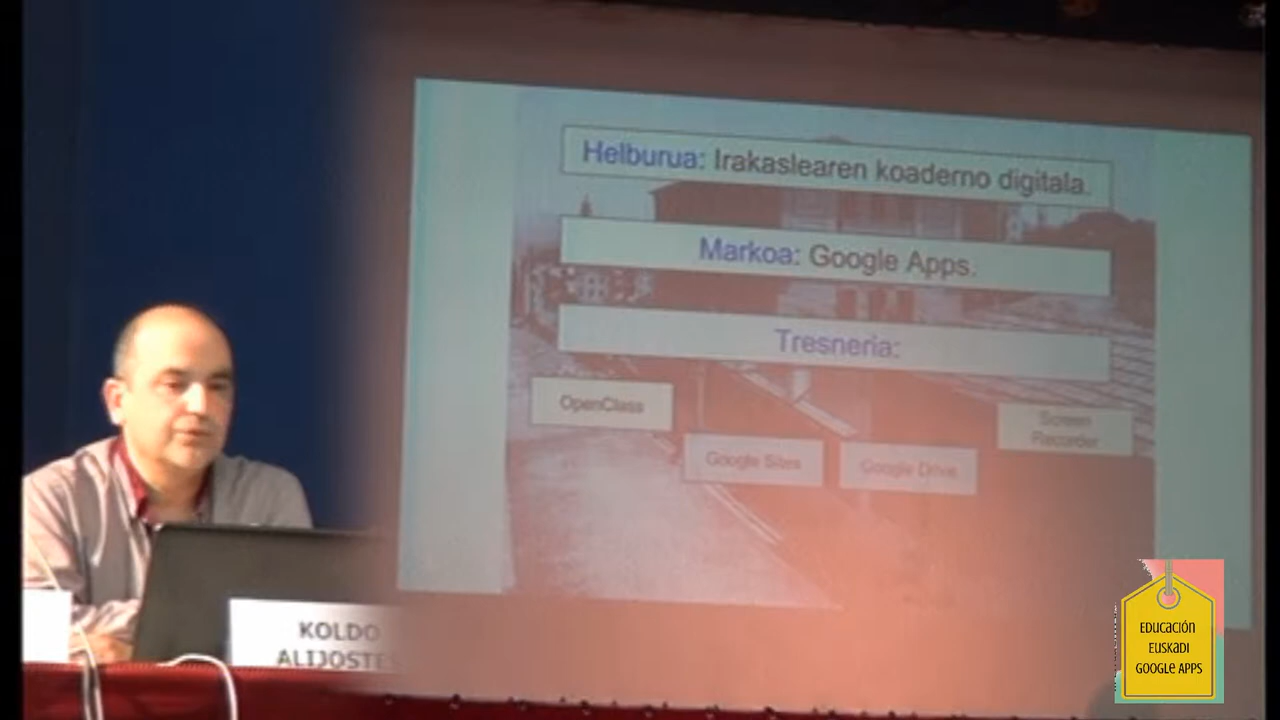 Helburua: Irakaslearen koaderno digitala.
Markoa: Google Apps.
Tresneria:
OpenClass
Google Sites
Google Drive
Screen
Recorder
KOLDO
ALIJOSTES
Educación
Euskadi
Google Apps